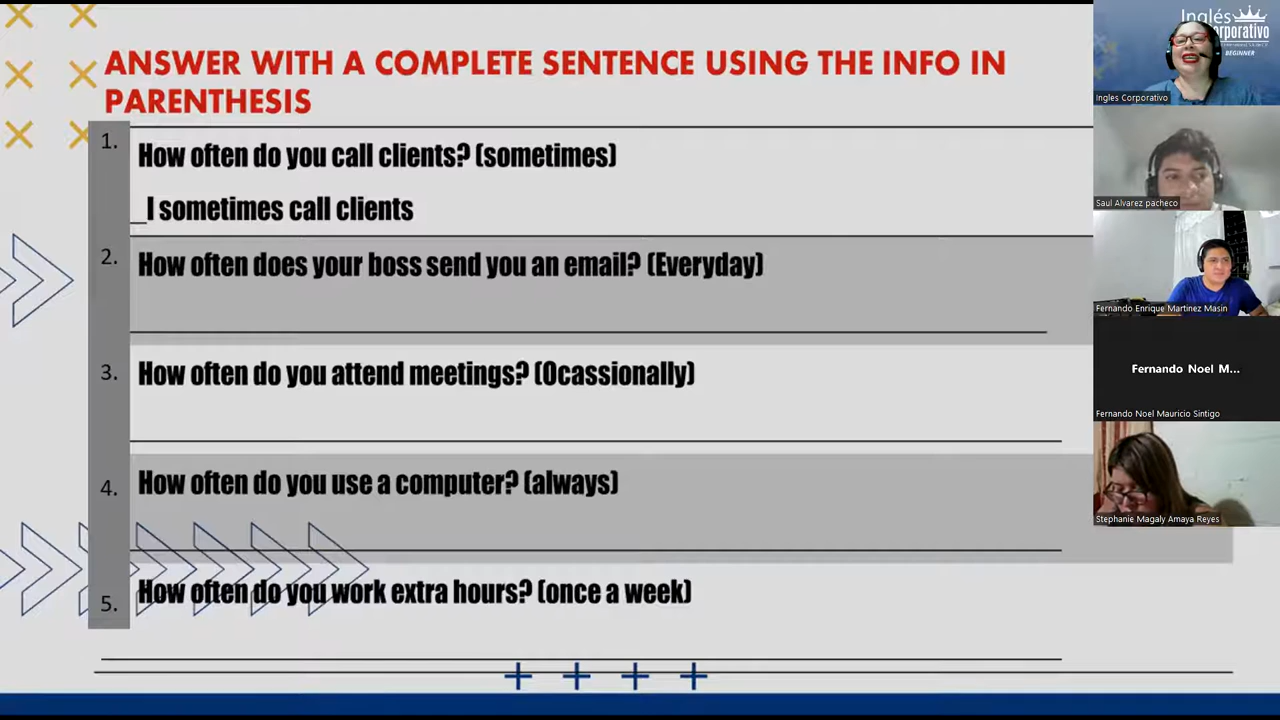 ANSWER WITH A COMPLETE SENTENCE USING THE INFO IN
PARENTHESIS
1.
How often do you call clients? (sometimes)
_I sometimes call clients
2.
How often does your boss send you an email? (Everyday)
3.
How often do you attend meetings? (Ocassionally)
4.
How often do you use a computer? (always)
5.
How often do you work extra hours? (once a week)
Inglés
Corporativo
BEGINNER
Ingles Corporativo
Saul Alvarez pacheco
Fernando Enrique Martinez Masin
Fernando Noel M...
Fernando Noel Mauricio Sintigo
Stephanie Magaly Amaya Reyes